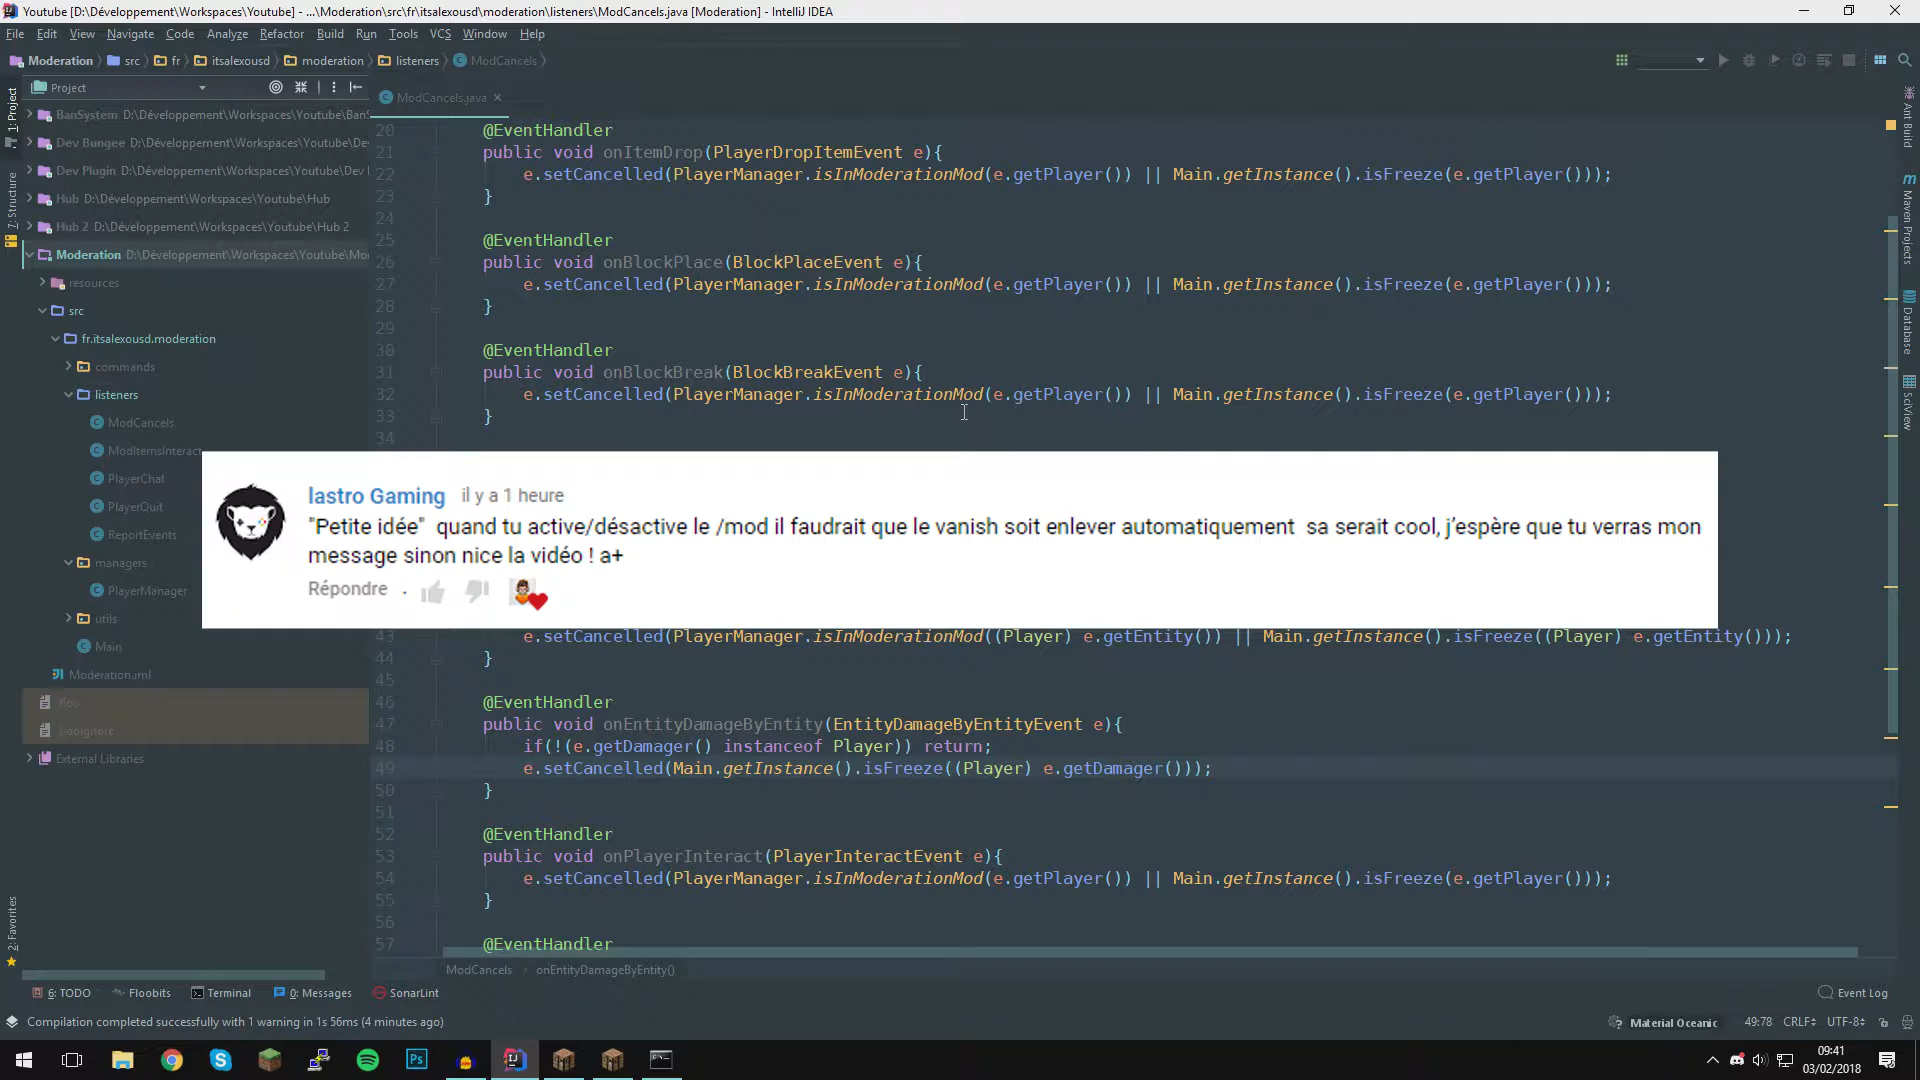 Youtube [D:\Développement\Workspaces\Youtube] - ...\Moderation\src\fr\itsalexousd\moderation\listeners\ModCancels.java [Moderation] - IntelliJ IDEA
File Edit View Navigate Code Analyze Refactor Build Run Tools VCS Window Help
Moderation src fr itsalexousd moderation listeners ModCancels
Project
ModCancels.java
1: Project
7: Structure
2: Favorites
BanSystem D:\Développement\Workspaces\Youtube\BanS
Dev Bungee D:\Développement\Workspaces\Youtube\De
Dev Plugin D:\Développement\Workspaces\Youtube\Dev
Hub D:\Développement\Workspaces\Youtube\Hub
Hub 2 D:\Développement\Workspaces\Youtube\Hub 2
Moderation D:\Développement\Workspaces\Youtube\Mo
resources
src
fr.itsalexousd.moderation
commands
listeners
ModCancels
ModItemsInteract
PlayerChat
PlayerQuit
ReportEvents
managers
PlayerManager
utils
Main
Moderation.iml
External Libraries
20 @EventHandler
21 public void onItemDrop(PlayerDropItemEvent e){
22 e.setCancelled(PlayerManager.isInModerationMod(e.getPlayer()) || Main.getInstance().isFreeze(e.getPlayer()));
23 }
24
25 @EventHandler
26 public void onBlockPlace(BlockPlaceEvent e){
27 e.setCancelled(PlayerManager.isInModerationMod(e.getPlayer()) || Main.getInstance().isFreeze(e.getPlayer()));
28 }
29
30 @EventHandler
31 public void onBlockBreak(BlockBreakEvent e){
32 e.setCancelled(PlayerManager.isInModerationMod(e.getPlayer()) || Main.getInstance().isFreeze(e.getPlayer()));
33 }
34
lastro Gaming il y a 1 heure
"Petite idée" quand tu active/désactive le /mod il faudrait que le vanish soit enlever automatiquement sa serait cool, j'espère que tu verras mon
message sinon nice la vidéo ! a+
Répondre
43 e.setCancelled(PlayerManager.isInModerationMod((Player) e.getEntity()) || Main.getInstance().isFreeze((Player) e.getEntity()));
44 }
45
46 @EventHandler
47 public void onEntityDamageByEntity(EntityDamageByEntityEvent e){
48 if(!(e.getDamager() instanceof Player)) return;
49 e.setCancelled(Main.getInstance().isFreeze((Player) e.getDamager()));
50 }
51
52 @EventHandler
53 public void onPlayerInteract(PlayerInteractEvent e){
54 e.setCancelled(PlayerManager.isInModerationMod(e.getPlayer()) || Main.getInstance().isFreeze(e.getPlayer()));
55 }
56
57 @EventHandler
ModCancels onEntityDamageByEntity()
Ant Build
Maven Projects
Database
SciView
6: TODO Floobits Terminal 0: Messages SonarLint Event Log
Compilation completed successfully with 1 warning in 1s 56ms (4 minutes ago) Material Oceanic 49:78 CRLF UTF-8
09:41
03/02/2018